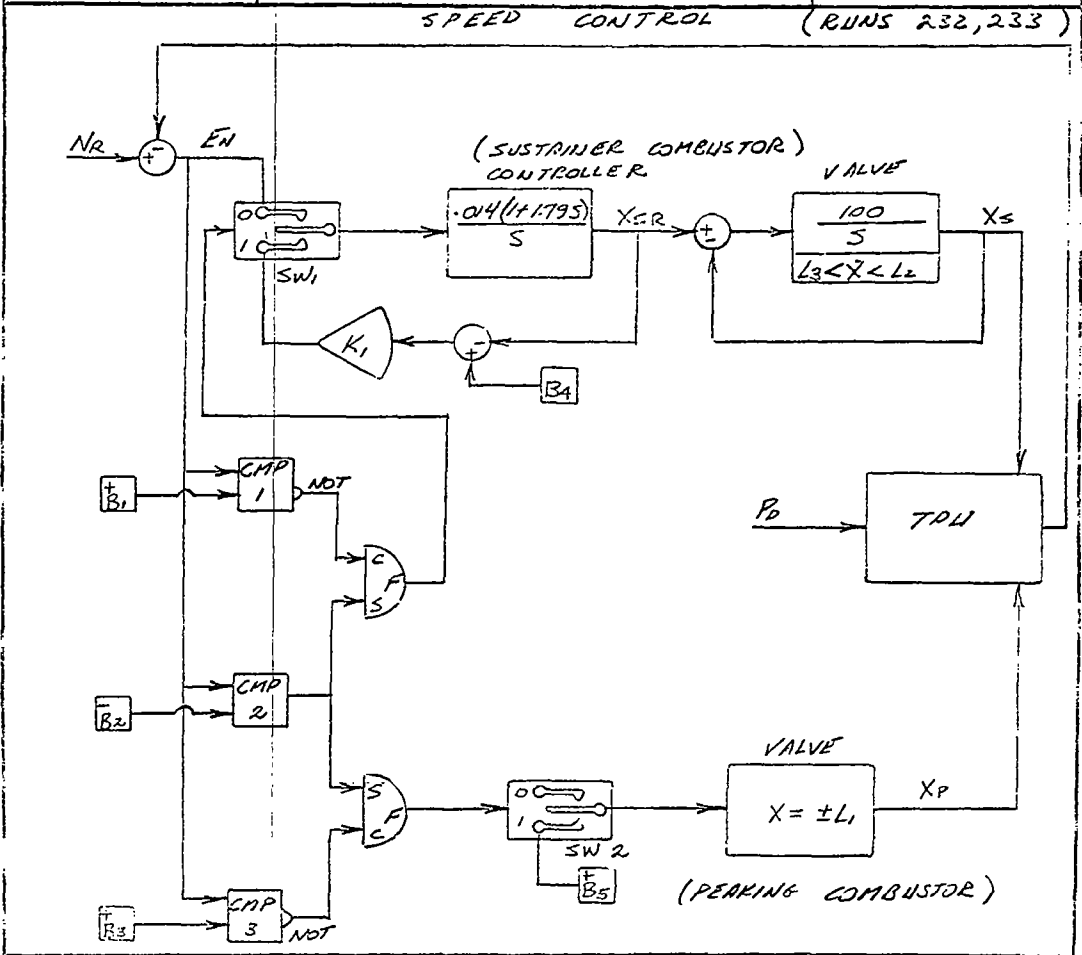 SPEED CONTROL (RUNS 232,233)
NR
+ -
EN
(SUSTAINER COMBUSTOR)
CONTROLLER
VALVE
0
1
SW1
.014(1+1.79S)
S
XSR
+
-
100
S
L3<Ẋ<L2
XS
K1
-
+
B4
CMP
1
NOT
+
B1
C
F
S
PD
TPU
CMP
2
-
B2
S
F
C
0
1
SW 2
+
B5
VALVE
X = ±L1
XP
(PEAKING COMBUSTOR)
CMP
3
NOT
B3